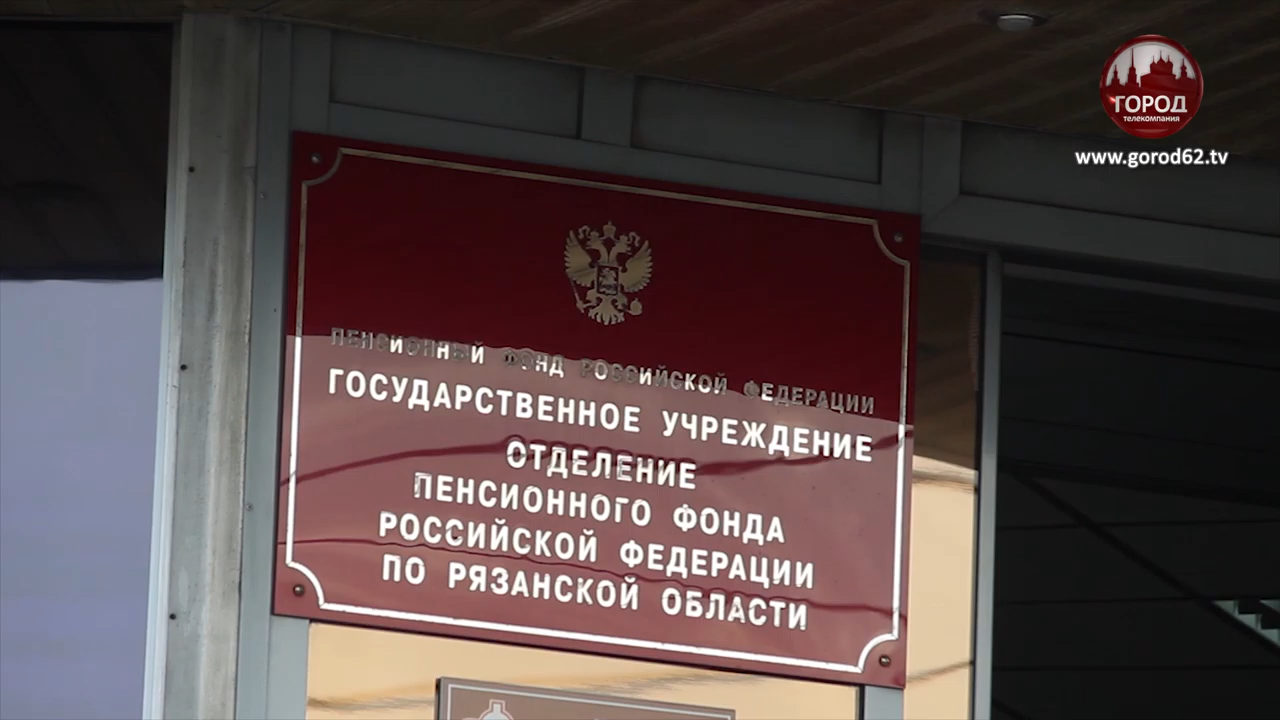 ГОРОД
телекомпания
www.gorod62.tv
ПЕНСИОННЫЙ ФОНД РОССИЙСКОЙ ФЕДЕРАЦИИ
ГОСУДАРСТВЕННОЕ УЧРЕЖДЕНИЕ
ОТДЕЛЕНИЕ
ПЕНСИОННОГО ФОНДА
РОССИЙСКОЙ ФЕДЕРАЦИИ
ПО РЯЗАНСКОЙ ОБЛАСТИ